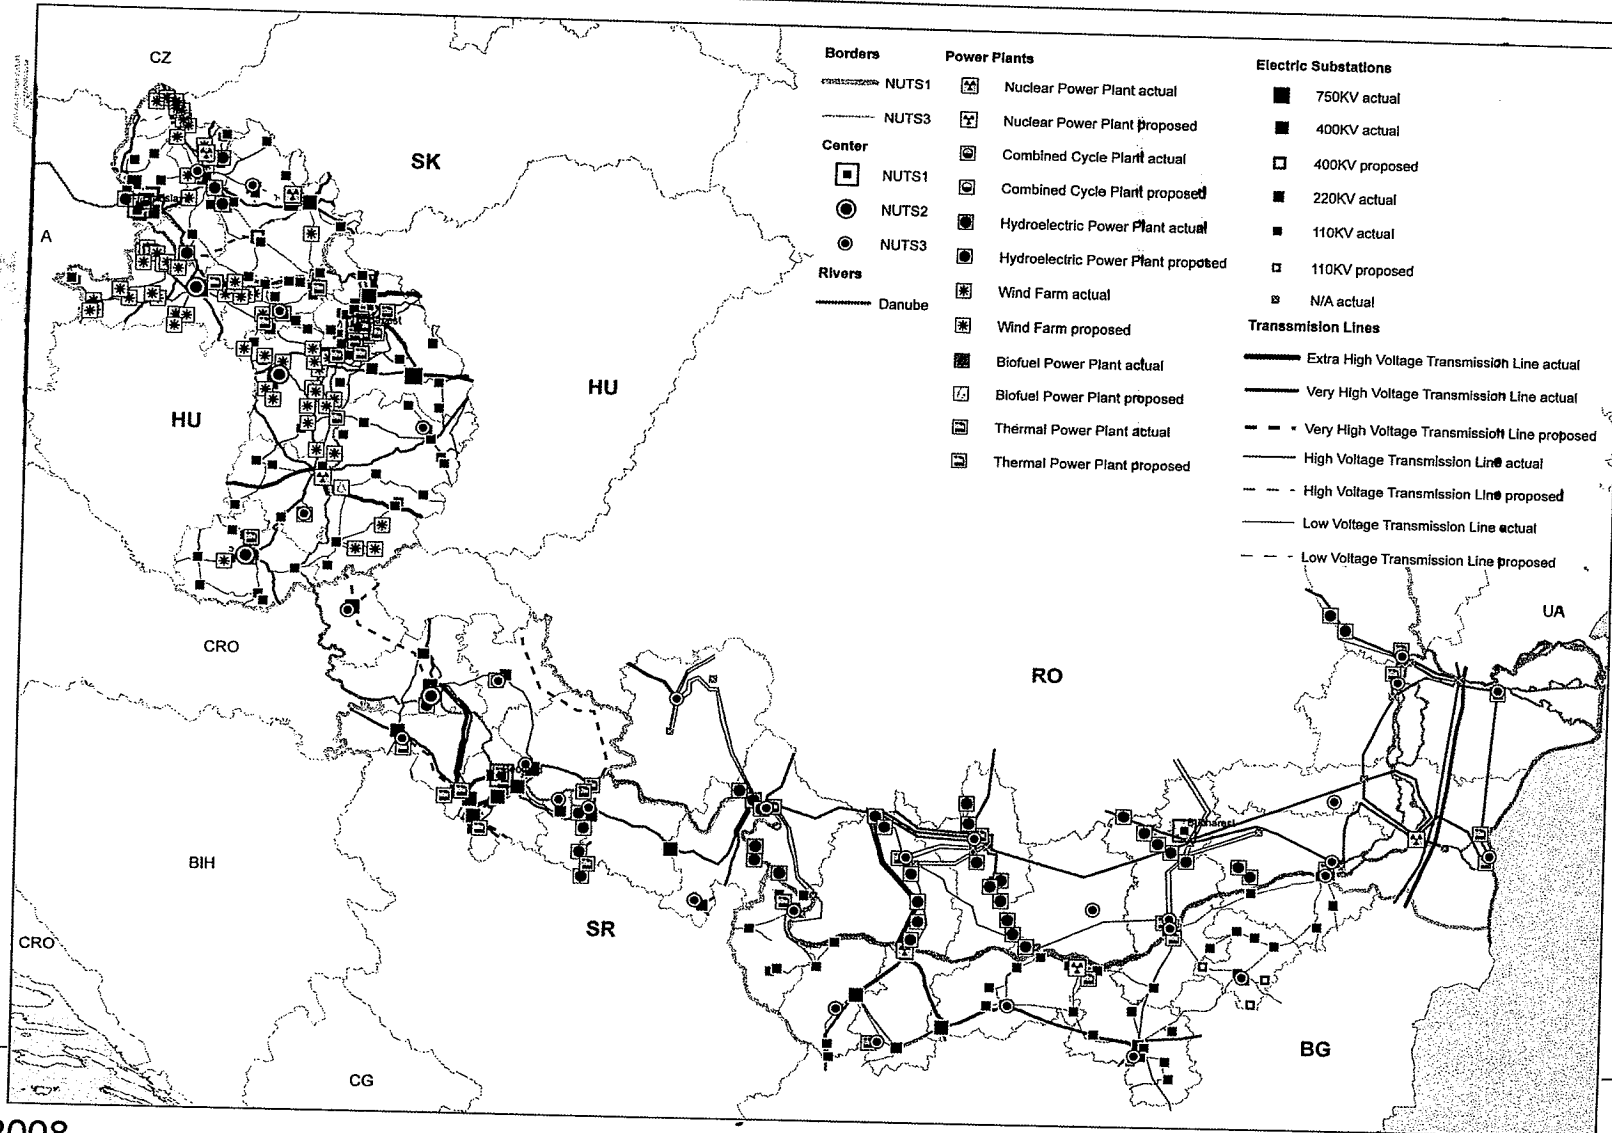 CZ
SK
A
HU
HU
CRO
BIH
CRO
CG
SR
RO
UA
BG
Bucharest
Borders
NUTS1
NUTS3
Center
NUTS1
NUTS2
NUTS3
Rivers
Danube
Power Plants
Nuclear Power Plant actual
Nuclear Power Plant proposed
Combined Cycle Plant actual
Combined Cycle Plant proposed
Hydroelectric Power Plant actual
Hydroelectric Power Plant proposed
Wind Farm actual
Wind Farm proposed
Biofuel Power Plant actual
Biofuel Power Plant proposed
Thermal Power Plant actual
Thermal Power Plant proposed
Electric Substations
750KV actual
400KV actual
400KV proposed
220KV actual
110KV actual
110KV proposed
N/A actual
Transsmision Lines
Extra High Voltage Transmission Line actual
Very High Voltage Transmission Line actual
Very High Voltage Transmission Line proposed
High Voltage Transmission Line actual
High Voltage Transmission Line proposed
Low Voltage Transmission Line actual
Low Voltage Transmission Line proposed
2008